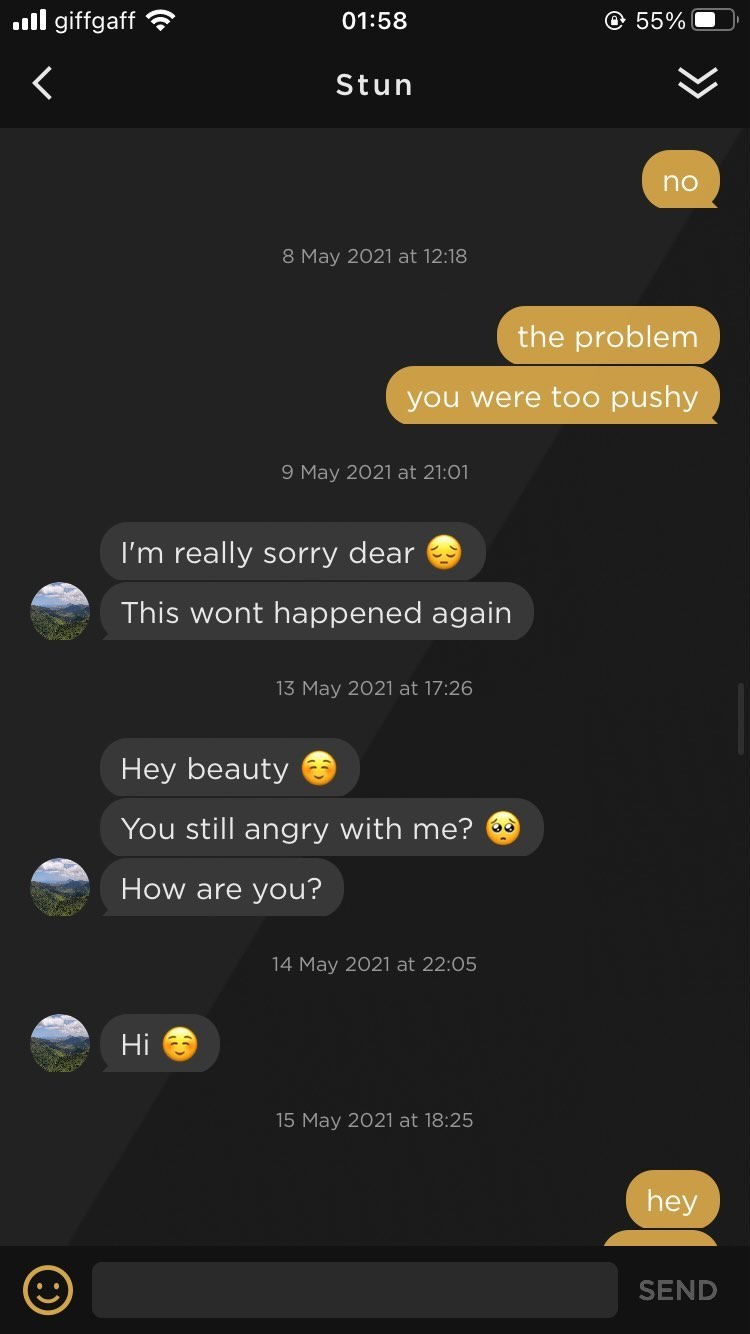 giffgaff 01:58 55%
Stun
no
8 May 2021 at 12:18
the problem
you were too pushy
9 May 2021 at 21:01
I'm really sorry dear 😔
This wont happened again
13 May 2021 at 17:26
Hey beauty ☺️
You still angry with me? 🥺
How are you?
14 May 2021 at 22:05
Hi ☺️
15 May 2021 at 18:25
hey
SEND